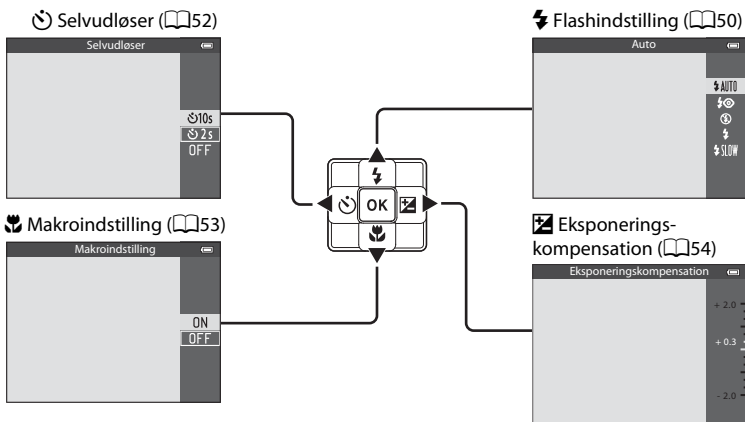 Selvudløser (52)
Selvudløser
10s
2s
OFF
Flashindstilling (50)
Auto
AUTO
SLOW
OK
Makroindstilling (53)
Makroindstilling
ON
OFF
Eksponerings-
kompensation (54)
Eksponeringskompensation
+ 2.0
+ 0.3
- 2.0